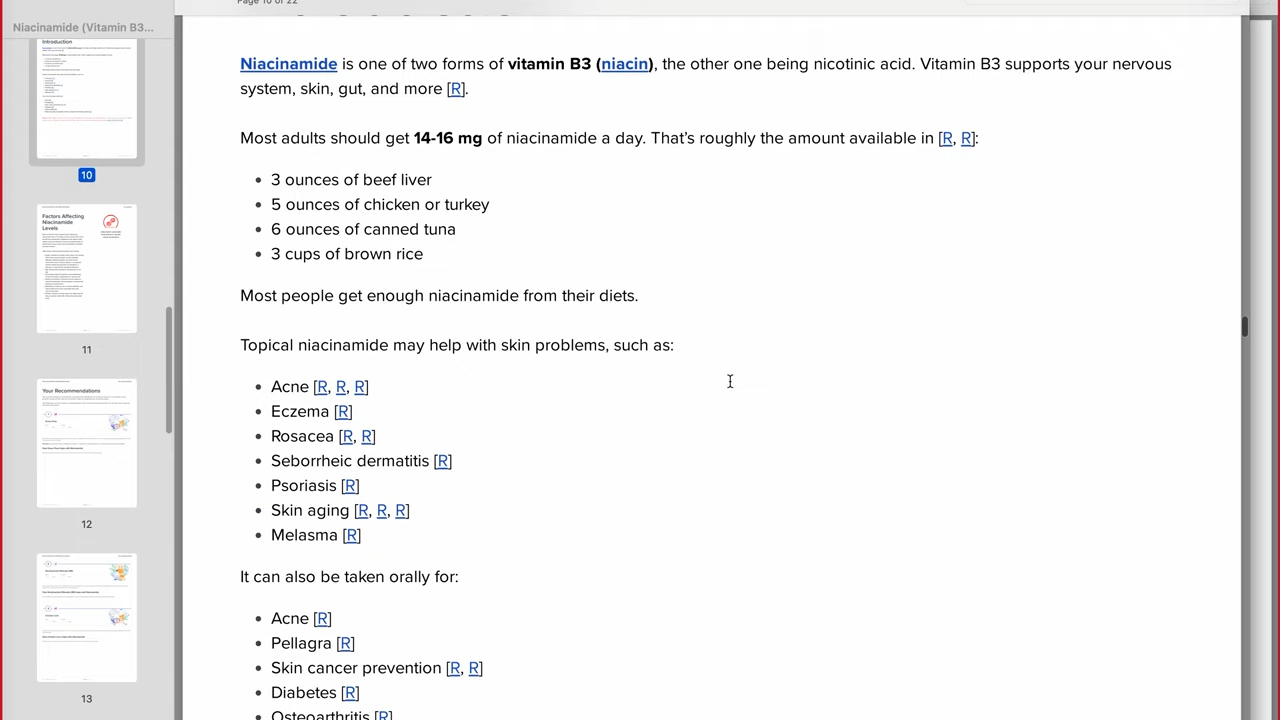 Page 10 of 22
Niacinamide (Vitamin B3...
Introduction
10
Factors Affecting
Niacinamide
Levels
11
Your Recommendations
12
13
Niacinamide is one of two forms of vitamin B3 (niacin), the other one being nicotinic acid. Vitamin B3 supports your nervous
system, skin, gut, and more [R].
Most adults should get 14-16 mg of niacinamide a day. That's roughly the amount available in [R, R]:
• 3 ounces of beef liver
• 5 ounces of chicken or turkey
• 6 ounces of canned tuna
• 3 cups brown rice
Most people get enough niacinamide from their diets.
Topical niacinamide may help with skin problems, such as:
• Acne [R, R, R]
• Eczema [R]
• Rosacea [R, R]
• Seborrheic dermatitis [R]
• Psoriasis [R]
• Skin aging [R, R, R]
• Melasma [R]
It can also be taken orally for:
• Acne [R]
• Pellagra [R]
• Skin cancer prevention [R, R]
• Diabetes [R]
• Osteoarthritis [R]